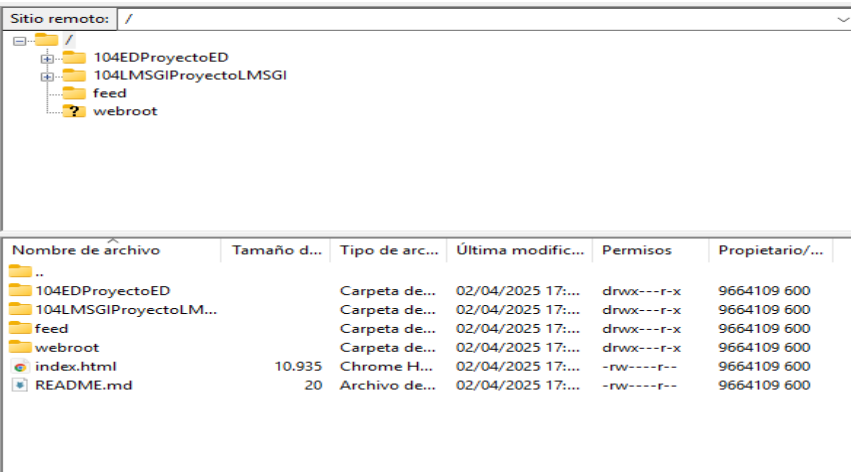 Sitio remoto: /
/
104EDProyectoED
104LMSGIProyectoLMSGI
feed
? webroot
Nombre de archivo Tamaño d... Tipo de arc... Última modific... Permisos Propietario/...
..
104EDProyectoED Carpeta de... 02/04/2025 17:... drwx---r-x 9664109 600
104LMSGIProyectoLM... Carpeta de... 02/04/2025 17:... drwx---r-x 9664109 600
feed Carpeta de... 02/04/2025 17:... drwx---r-x 9664109 600
webroot Carpeta de... 02/04/2025 17:... drwx---r-x 9664109 600
index.html 10.935 Chrome H... 02/04/2025 17:... -rw----r-- 9664109 600
README.md 20 Archivo de... 02/04/2025 17:... -rw----r-- 9664109 600